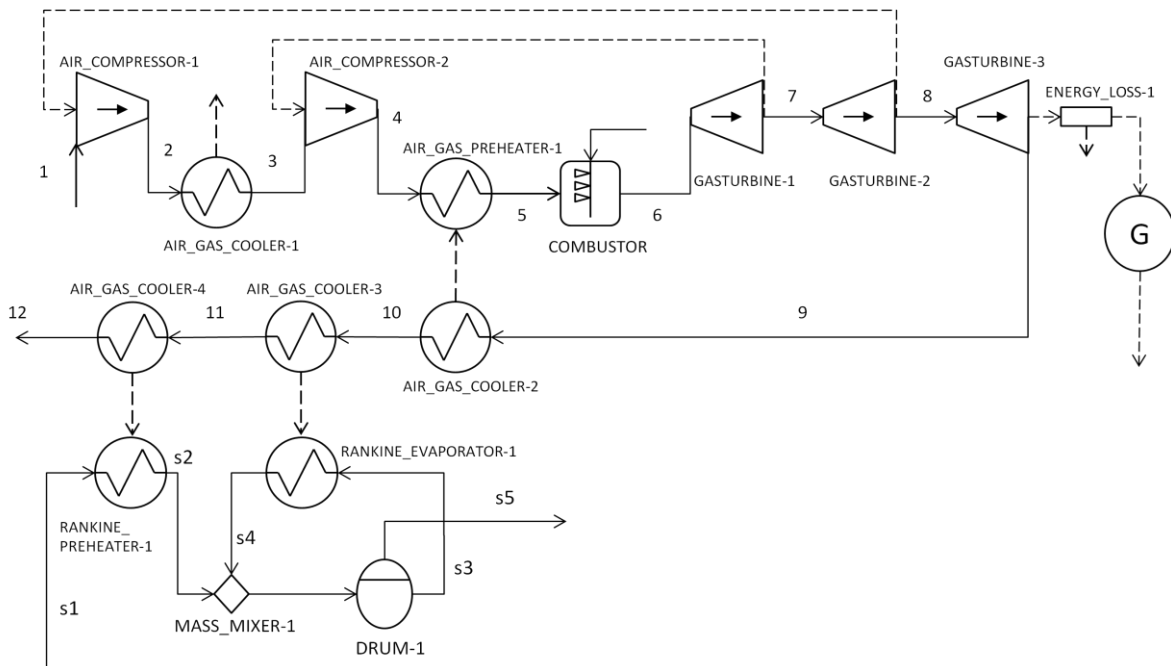 AIR_COMPRESSOR-1
AIR_COMPRESSOR-2
GASTURBINE-3
ENERGY_LOSS-1
1
2
3
4
AIR_GAS_PREHEATER-1
5
6
7
8
AIR_GAS_COOLER-1
COMBUSTOR
GASTURBINE-1
GASTURBINE-2
G
12
AIR_GAS_COOLER-4
11
AIR_GAS_COOLER-3
10
9
AIR_GAS_COOLER-2
s2
RANKINE_EVAPORATOR-1
RANKINE_
PREHEATER-1
s4
s5
s3
s1
MASS_MIXER-1
DRUM-1